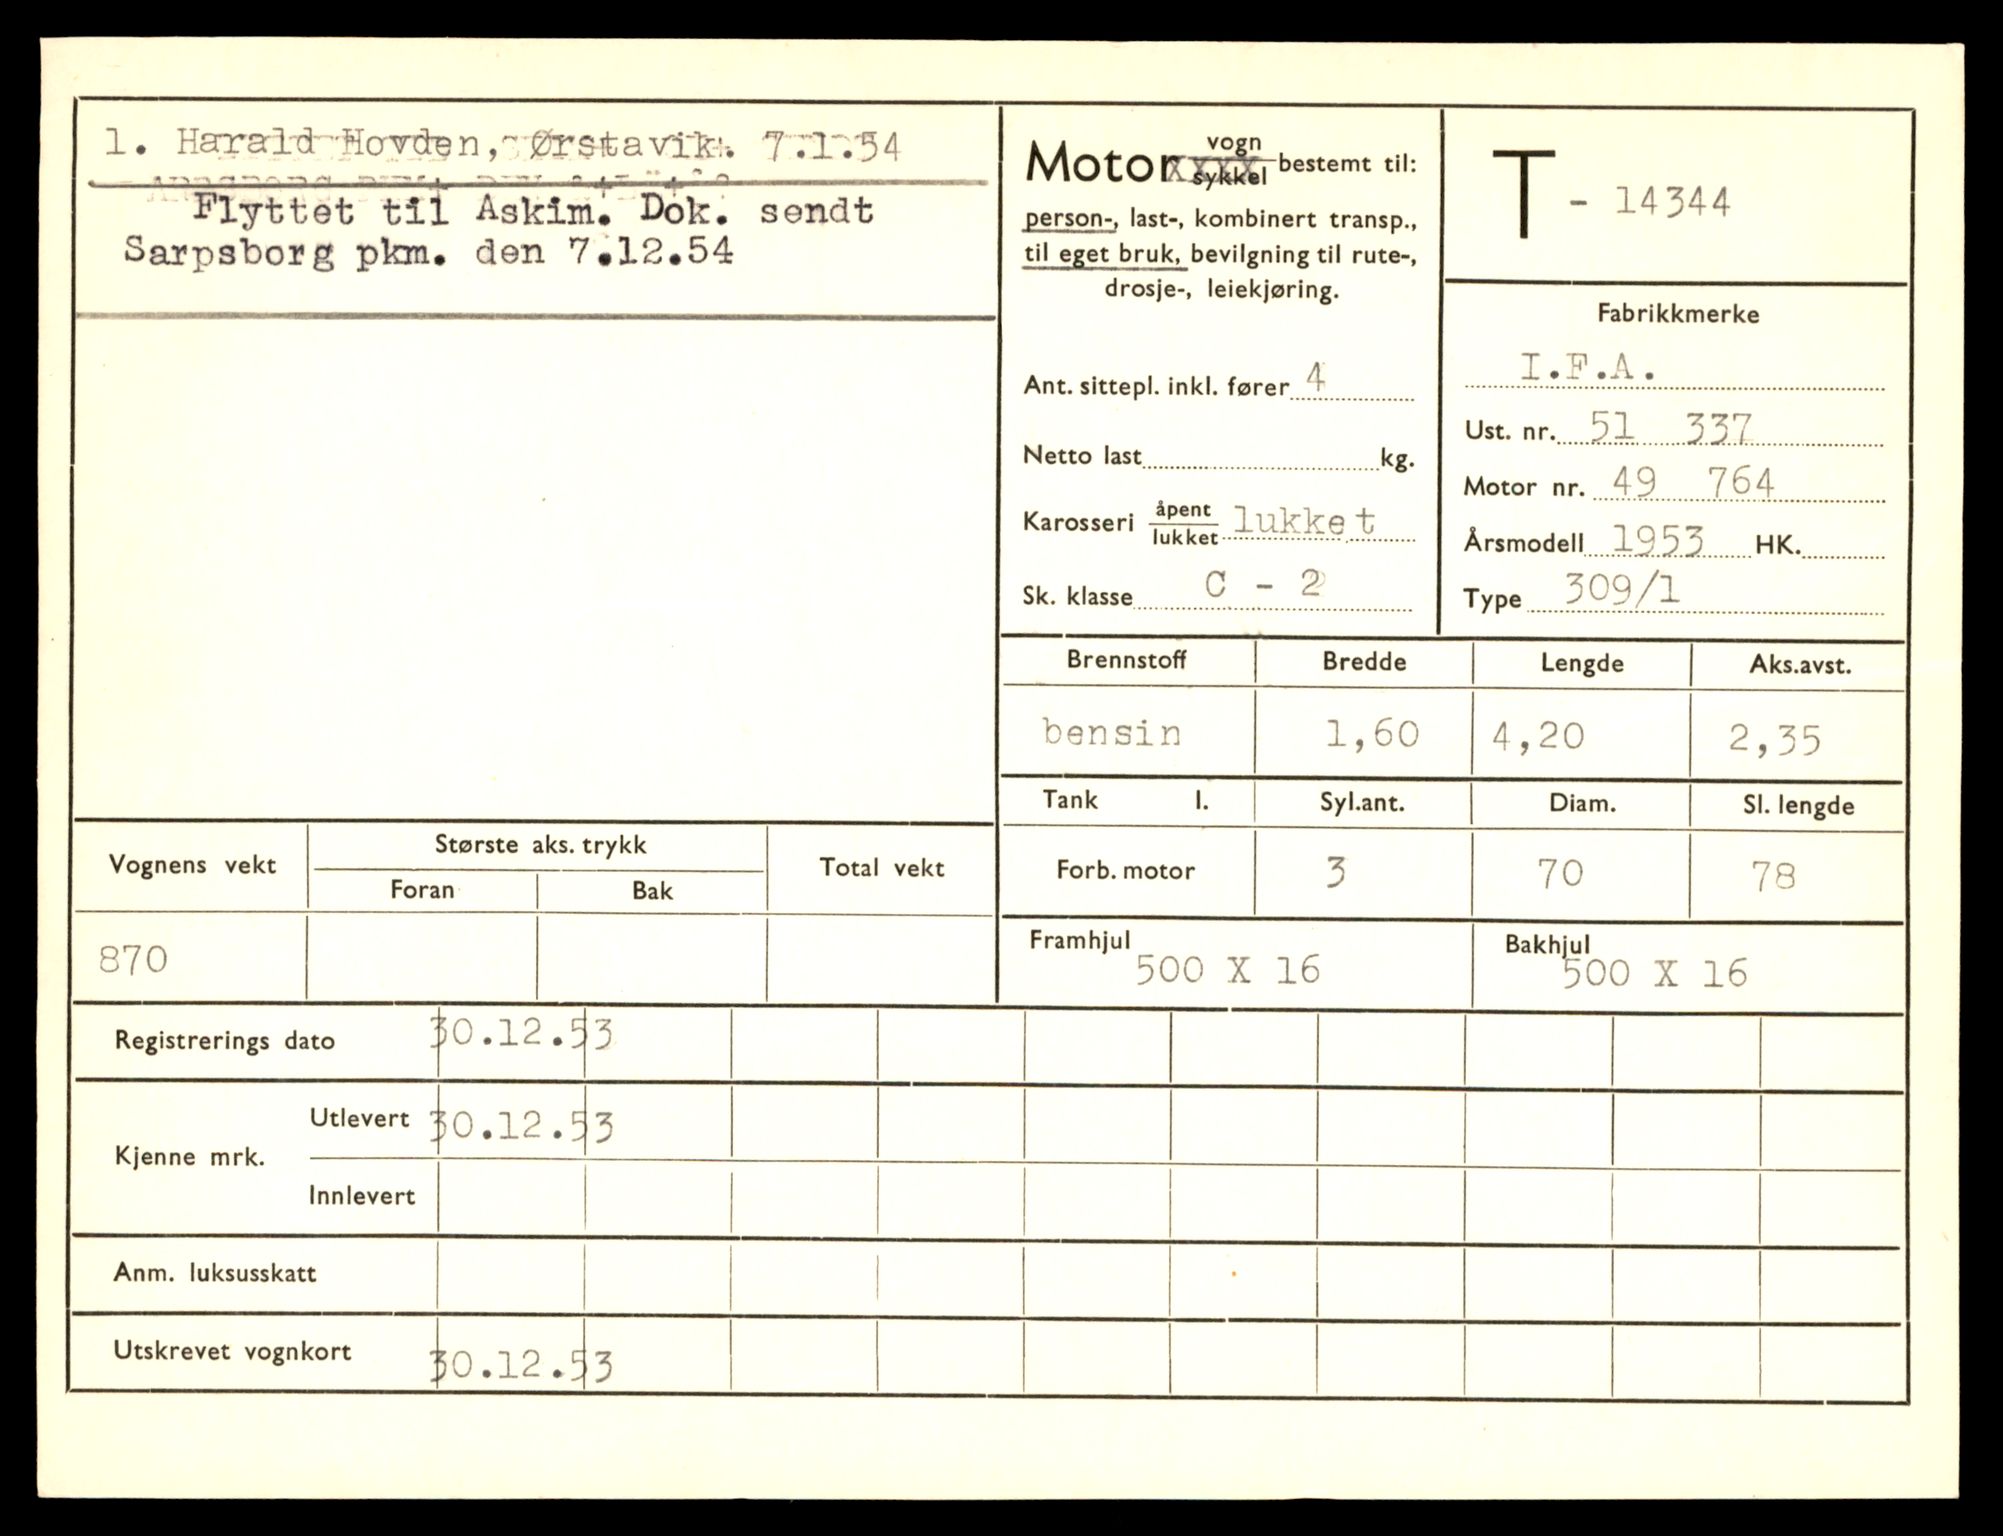 1. Harald Hovden, Ørstavik. 7.1.54
Flyttet til Askim. Dok. sendt
Sarpsborg pkm. den 7.12.54
Motor vogn sykkel bestemt til:
person-, last-, kombinert transp.,
til eget bruk, bevilgning til rute-,
drosje-, leiekjøring.
Ant. sittepl. inkl. fører 4
Netto last kg.
Karosseri åpent lukket lukket
Sk. klasse C - 2
T - 14344
Fabrikkmerke
I.F.A.
Ust. nr. 51 337
Motor nr. 49 764
Årsmodell 1953 HK.
Type 309/1
Brennstoff Bredde Lengde Aks.avst.
bensin 1,60 4,20 2,35
Tank l. Syl.ant. Diam. Sl. lengde
Forb. motor 3 70 78
Framhjul Bakhjul
500 X 16 500 X 16
Vognens vekt Største aks. trykk Total vekt
Foran Bak
870
Registrerings dato 30.12.53
Kjenne mrk. Utlevert 30.12.53
Innlevert
Anm. luksusskatt
Utskrevet vognkort 30.12.53